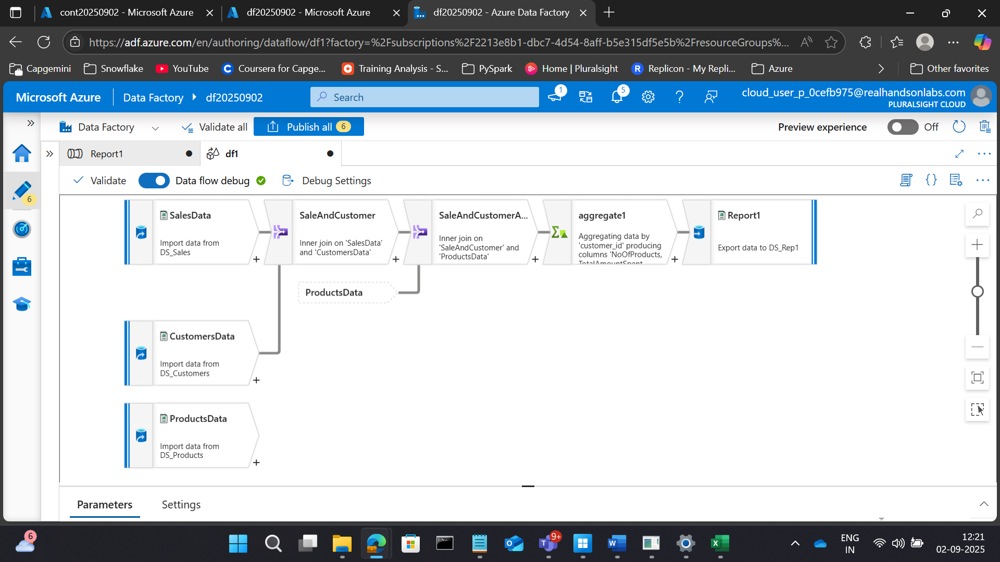 cont20250902 - Microsoft Azure
df20250902 - Microsoft Azure
df20250902 - Azure Data Factory
https://adf.azure.com/en/authoring/dataflow/df1?factory=%2Fsubscriptions%2F2213e8b1-dbc7-4d54-8aff-b5e315df5e5b%2FresourceGroups%...
Capgemini
Snowflake
YouTube
Coursera for Capge...
Training Analysis - S...
PySpark
Home | Pluralsight
Replicon - My Repli...
Azure
Other favorites
Microsoft Azure
Data Factory
df20250902
Search
1
5
cloud_user_p_0cefb975@realhandsonlabs.com
PLURALSIGHT CLOUD
Data Factory
Validate all
Publish all 6
Preview experience
Off
6
Report1
df1
Validate
Data flow debug
Debug Settings
SalesData
Import data from
DS_Sales
SaleAndCustomer
Inner join on 'SalesData'
and 'CustomersData'
SaleAndCustomerA...
Inner join on
'SaleAndCustomer' and
'ProductsData'
aggregate1
Aggregating data by
'customer_id' producing
columns 'NoOfProducts,
TotalAmountSpent
Report1
Export data to DS_Rep1
ProductsData
CustomersData
Import data from
DS_Customers
ProductsData
Import data from
DS_Products
Parameters
Settings
6
9+
ENG
IN
12:21
02-09-2025